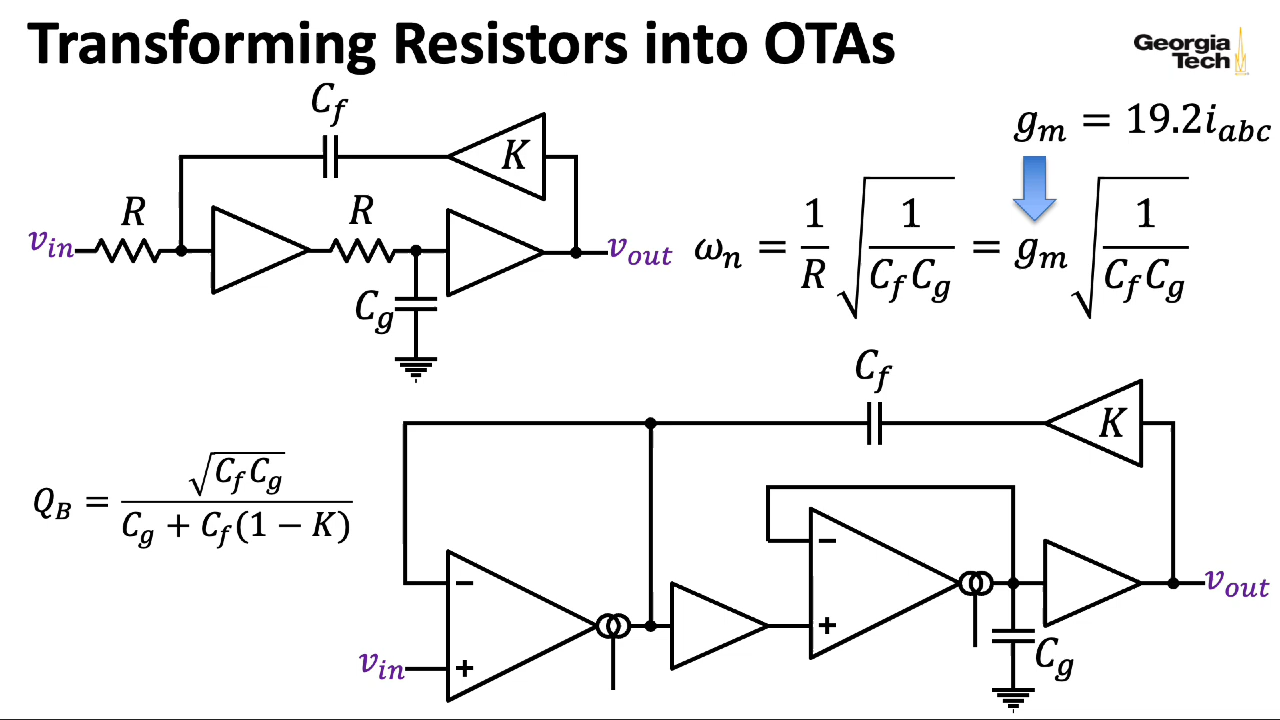 Transforming Resistors into OTAs
Georgia
Tech
C_f
K
R
R
v_in
v_out
C_g
g_m = 19.2i_abc
ω_n = 1/R √(1/(C_f C_g)) = g_m √(1/(C_f C_g))
Q_B = √(C_f C_g)/(C_g + C_f(1 − K))
C_f
K
−
−
+
+
v_out
C_g
v_in